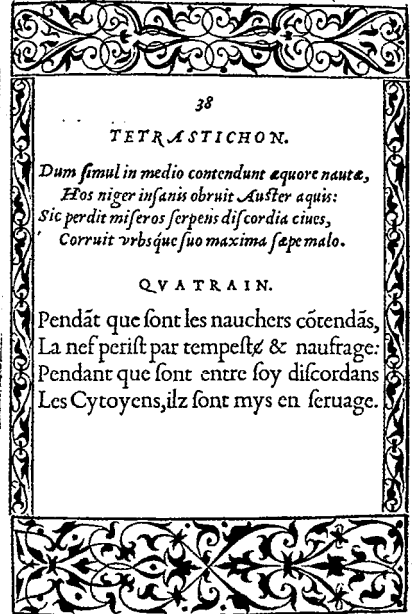 38
TETRASTICHON.
Dum ſimul in medio contendunt æquore nautæ,
Hos niger inſanis obruit Auſter aquis:
Sic perdit miſeros ſerpens diſcordia ciues,
Corruit vrbsq́ue ſuo maxima ſæpe malo.
QVATRAIN.
Pendãt que ſont les nauchers cõtendãs,
La nef periſt par tempeſte & naufrage:
Pendant que ſont entre ſoy diſcordans
Les Cytoyens,ilz ſont mys en ſeruage.